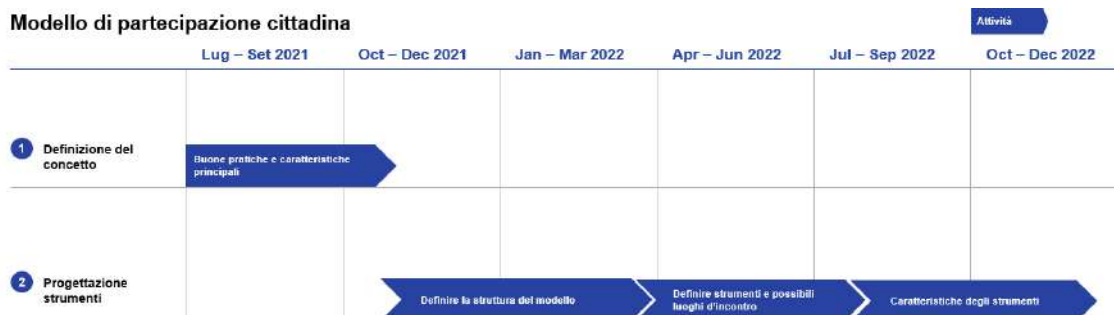 Modello di partecipazione cittadina
Attività
Lug – Set 2021
Oct – Dec 2021
Jan – Mar 2022
Apr – Jun 2022
Jul – Sep 2022
Oct – Dec 2022
1
Definizione del
concetto
Buone pratiche e caratteristiche
principali
2
Progettazione
strumenti
Definire la struttura del modello
Definire strumenti e possibili
luoghi d'incontro
Caratteristiche degli strumenti